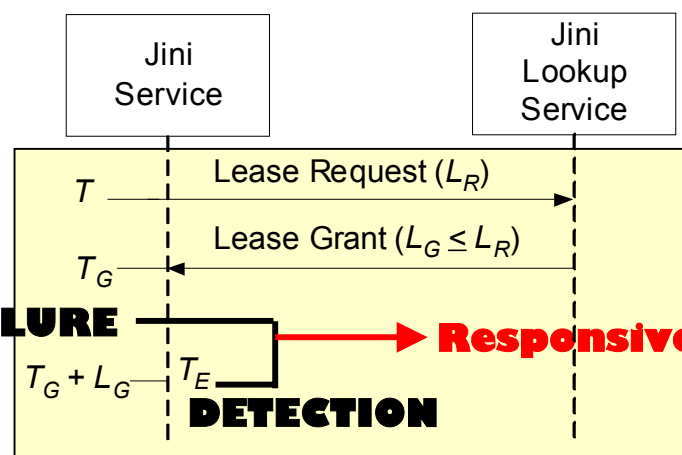 Jini
Service
Jini
Lookup
Service
T
Lease Request (L_R)
Lease Grant (L_G ≤ L_R)
T_G
LURE
Responsive
T_G + L_G
T_E
DETECTION